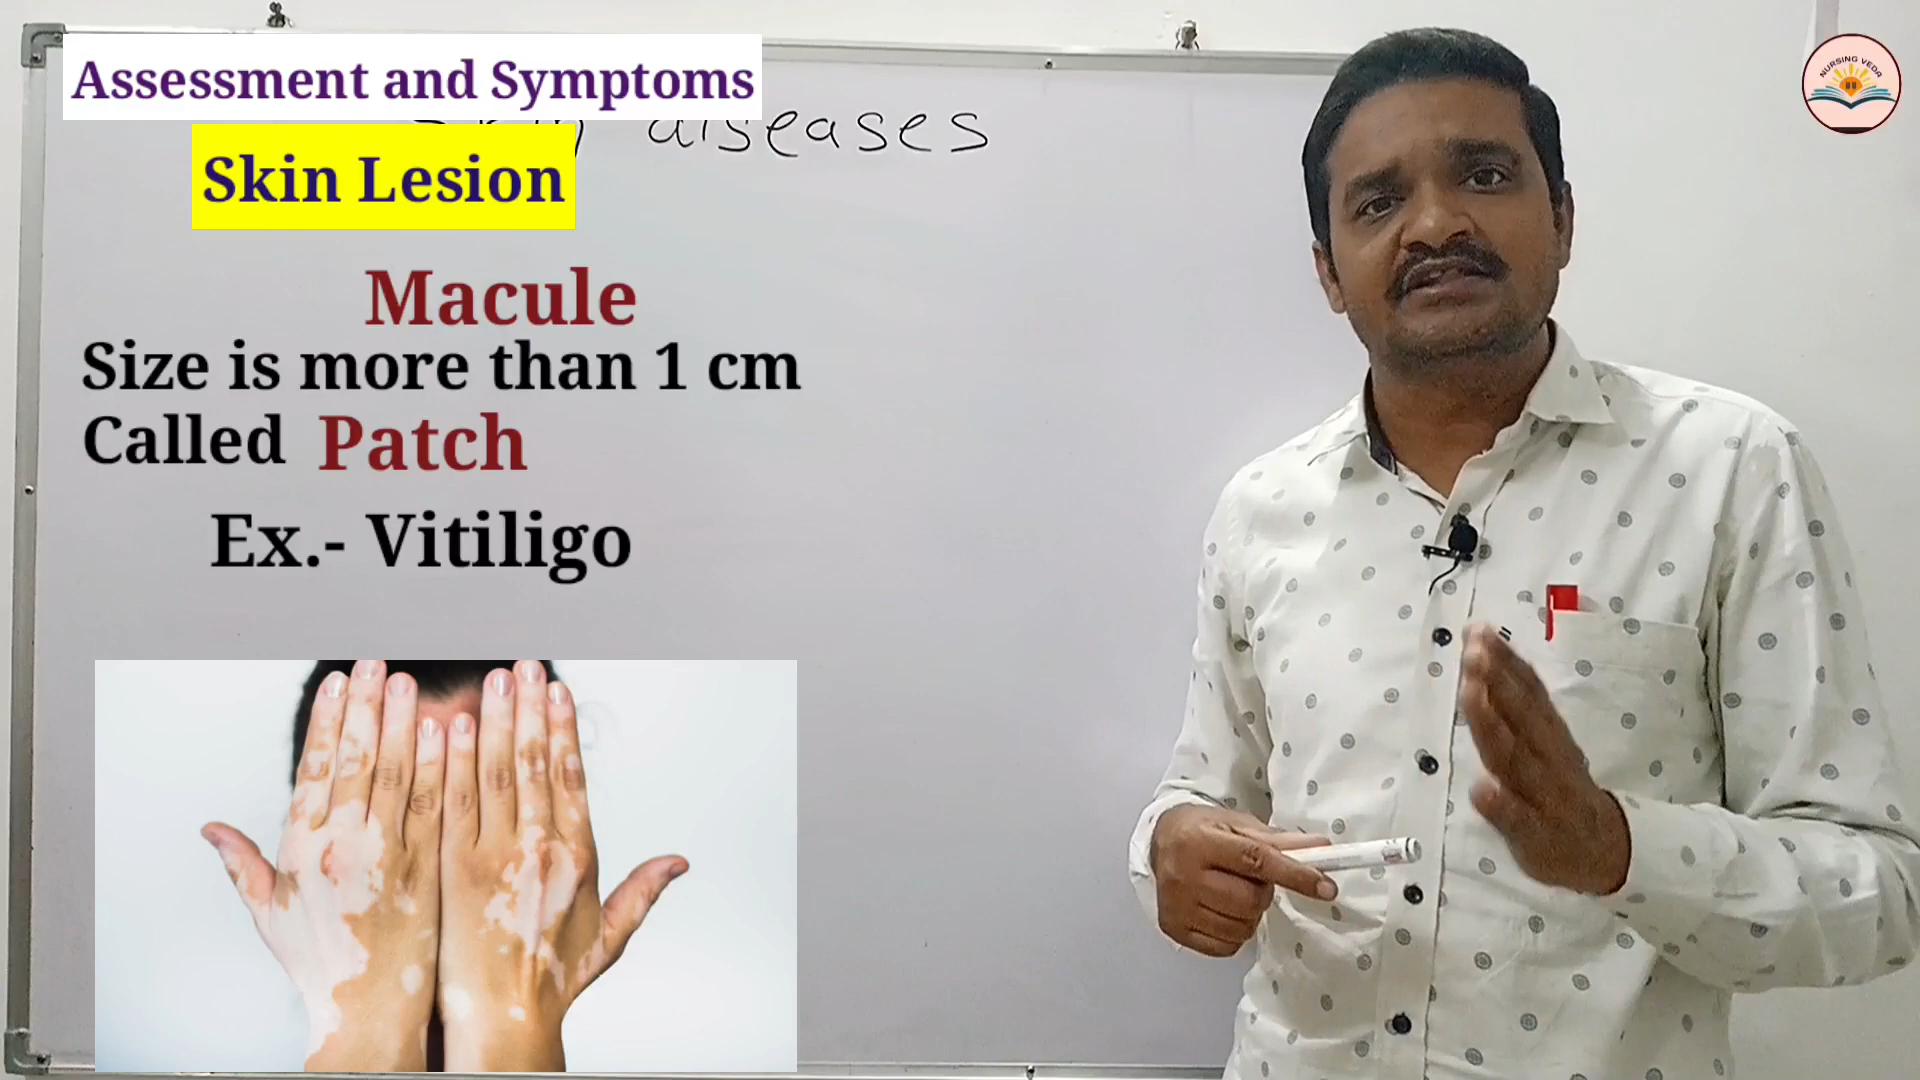 Assessment and Symptoms
diseases
Skin Lesion
Macule
Size is more than 1 cm
Called Patch
Ex.- Vitiligo
NURSING VEDA